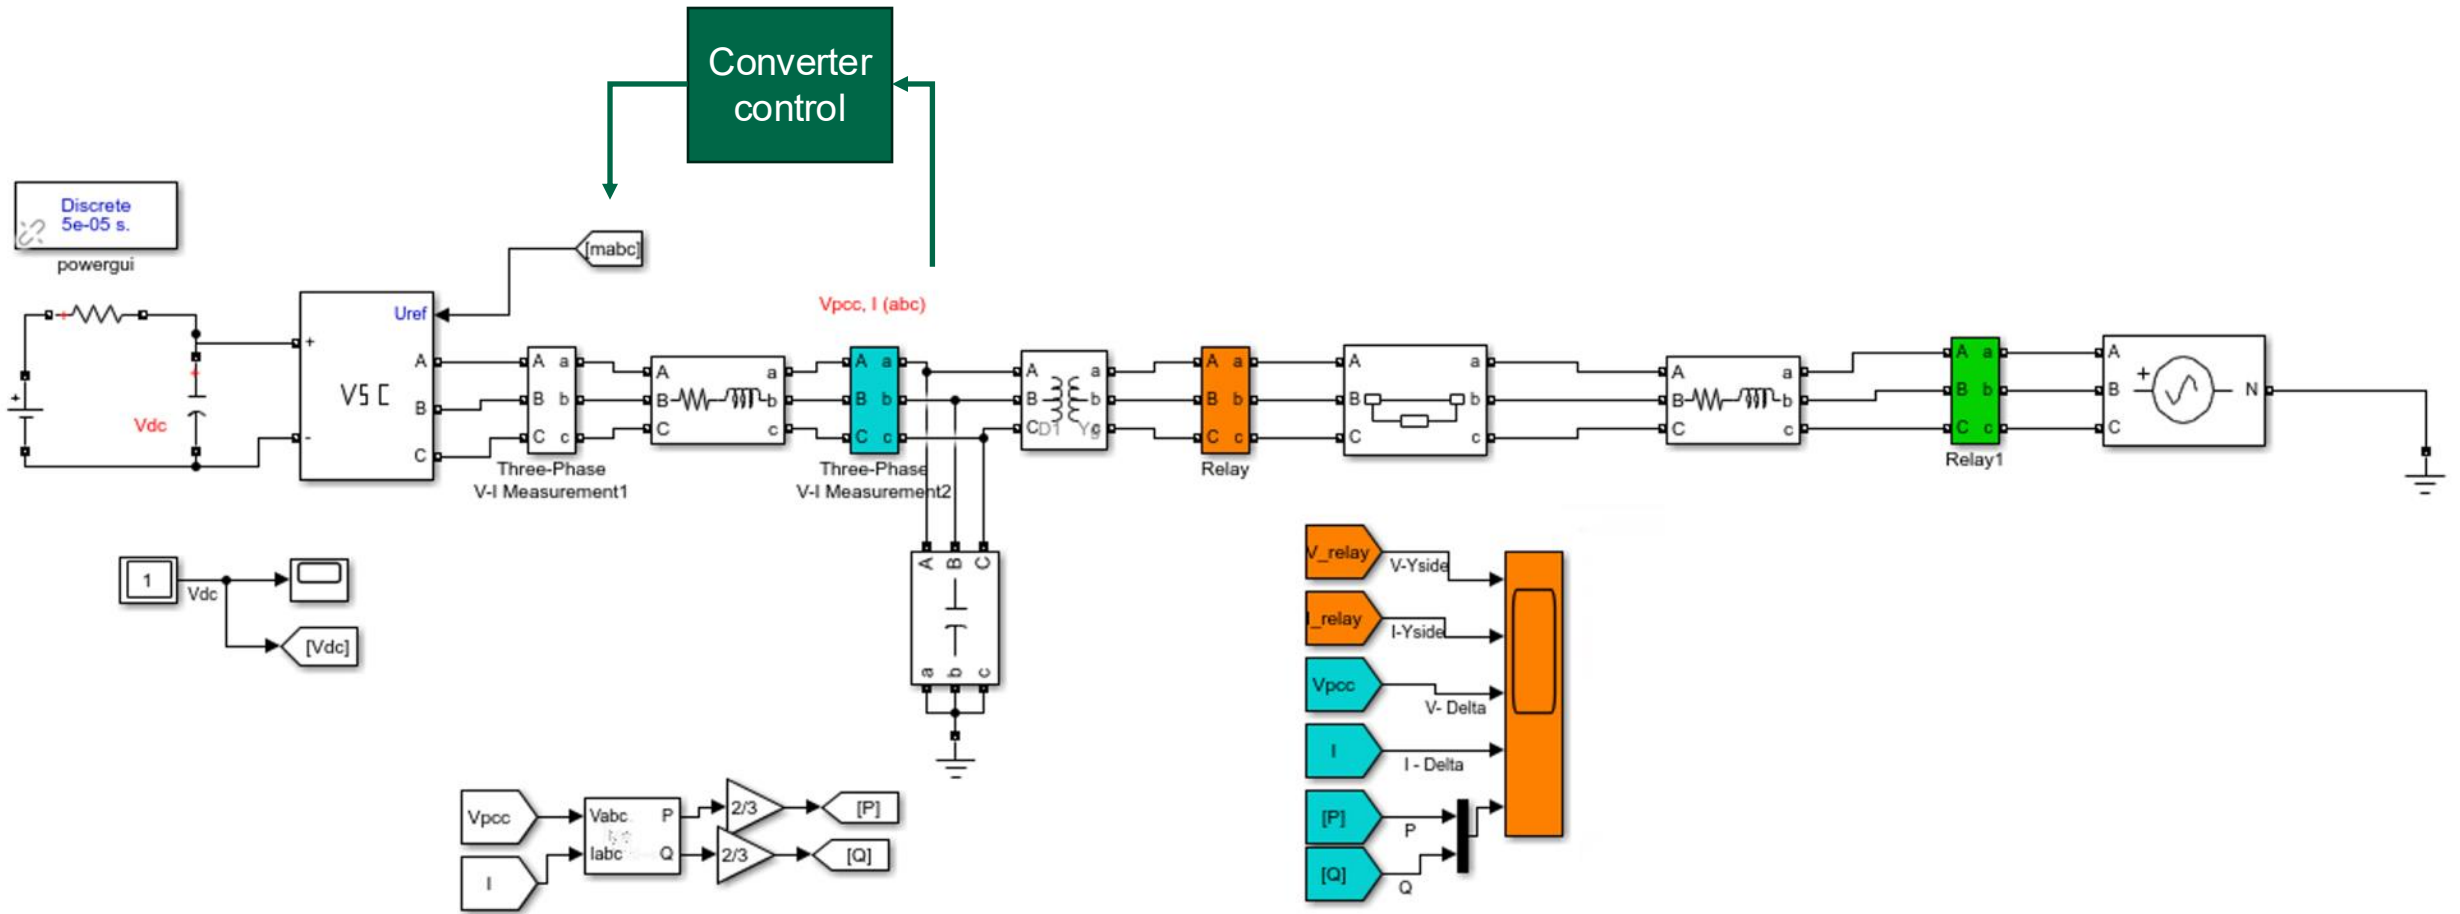 Converter
control
Discrete
5e-05 s.
powergui
[mabc]
Uref
+
-
VSC
A
B
C
Vdc
+
+
+
A a
B b
C c
Three-Phase
V-I Measurement1
A a
B b
C c
Vpcc, I (abc)
A a
B b
C c
Three-Phase
V-I Measurement2
A a
B b
C c
D1 Yg
A a
B b
C c
Relay
A a
B b
C c
A a
B b
C c
A a
B b
C c
Relay1
A
B
C
+
N
A B C
a b c
1
Vdc
[Vdc]
Vpcc
I
Vabc
Iabc
P
Q
2/3
2/3
[P]
[Q]
V_relay
V-Yside
I_relay
I-Yside
Vpcc
V- Delta
I
I - Delta
[P]
P
[Q]
Q